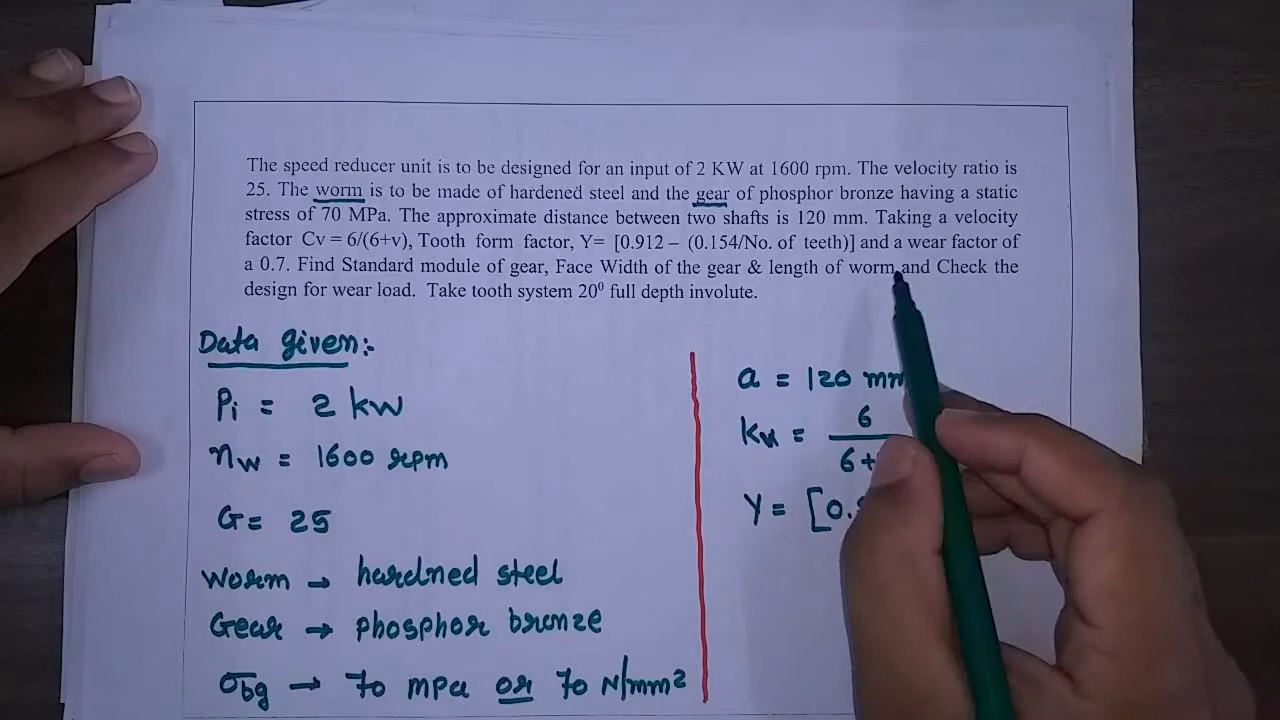 The speed reducer unit is to be designed for an input of 2 KW at 1600 rpm. The velocity ratio is
25. The worm is to be made of hardened steel and the gear of phosphor bronze having a static
stress of 70 MPa. The approximate distance between two shafts is 120 mm. Taking a velocity
factor Cv = 6/(6+v), Tooth form factor, Y= [0.912 – (0.154/No. of teeth)] and a wear factor of
a 0.7. Find Standard module of gear, Face Width of the gear & length of worm and Check the
design for wear load. Take tooth system 20⁰ full depth involute.
Data given:-
Pi = 2 kw
nw = 1600 rpm
G = 25
Worm → hardned steel
Gear → phosphor bronze
σbg → 70 mpa or 70 N/mm²
a = 120 mm
= 6
6+
Y = [0.